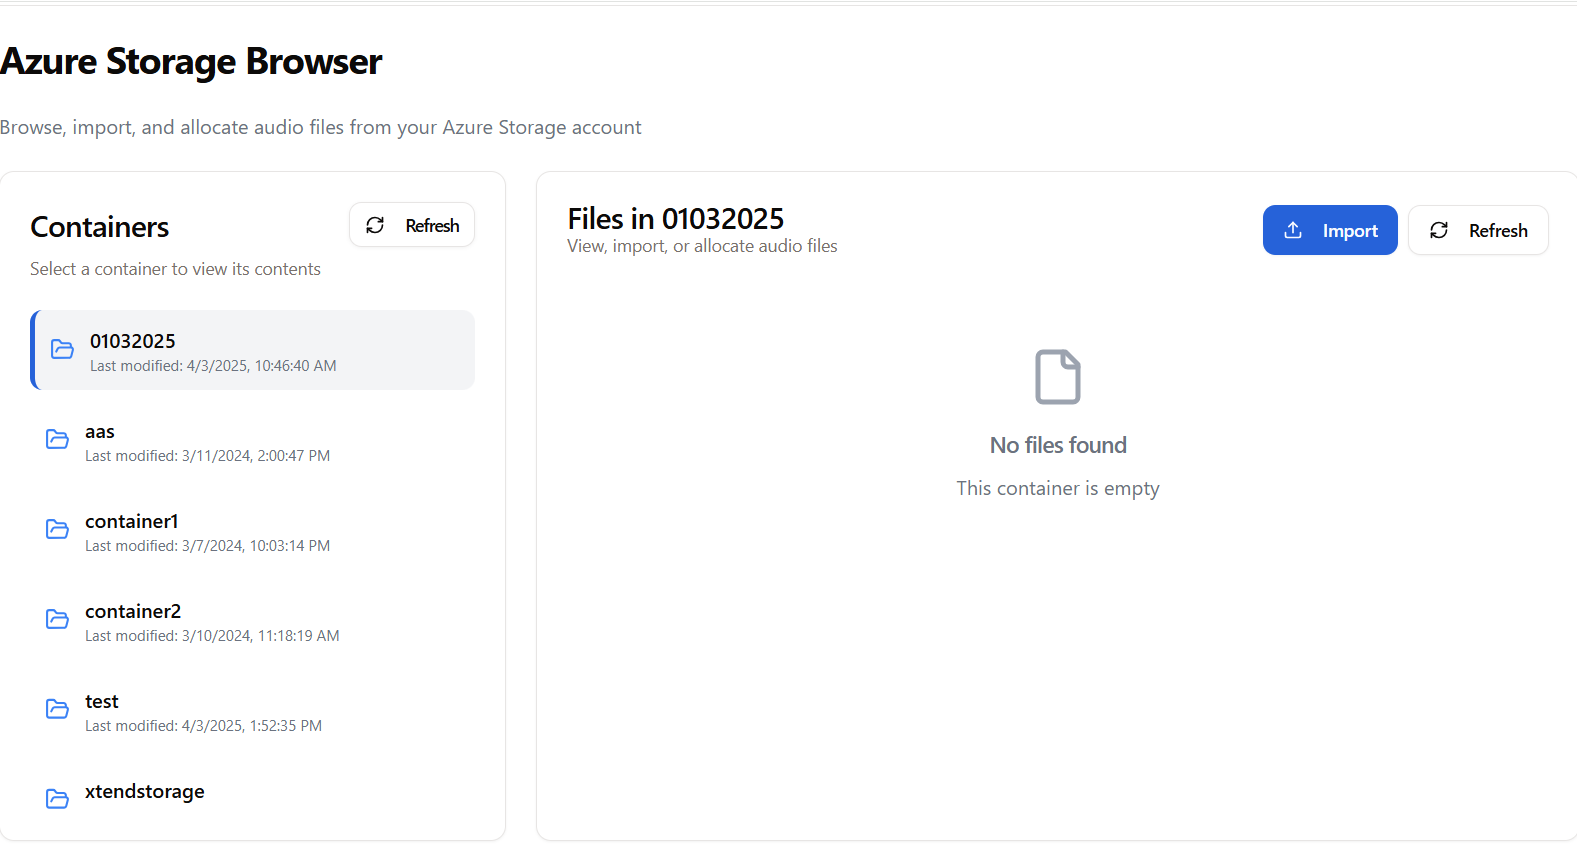 Azure Storage Browser
Browse, import, and allocate audio files from your Azure Storage account
Containers
Refresh
Select a container to view its contents
01032025
Last modified: 4/3/2025, 10:46:40 AM
aas
Last modified: 3/11/2024, 2:00:47 PM
container1
Last modified: 3/7/2024, 10:03:14 PM
container2
Last modified: 3/10/2024, 11:18:19 AM
test
Last modified: 4/3/2025, 1:52:35 PM
xtendstorage
Files in 01032025
View, import, or allocate audio files
Import
Refresh
No files found
This container is empty